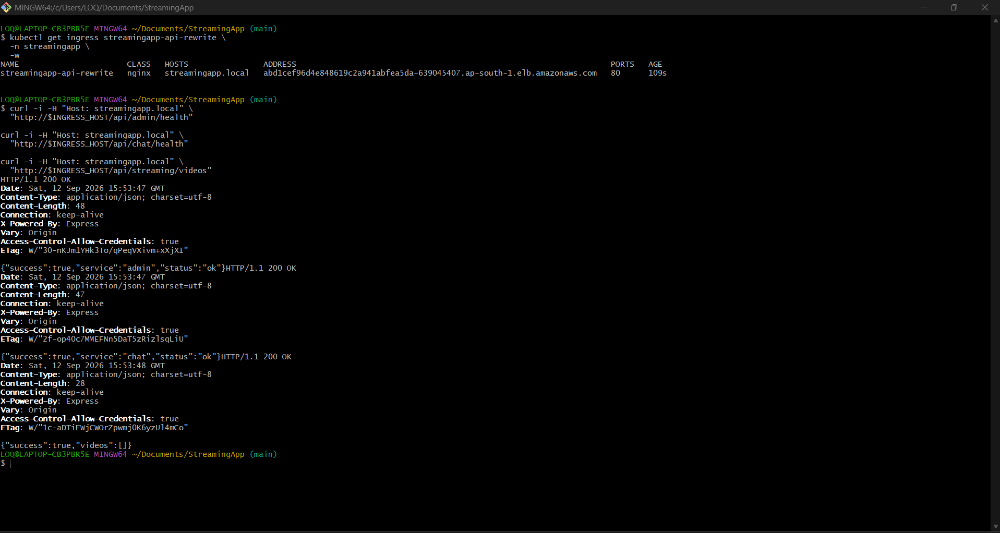 MINGW64:/c/Users/LOQ/Documents/StreamingApp
LOQ@LAPTOP-CB3PBR5E MINGW64 ~/Documents/StreamingApp (main)
$ kubectl get ingress streamingapp-api-rewrite \
  -n streamingapp \
  -w
NAME                       CLASS   HOSTS                ADDRESS                                                                   PORTS   AGE
streamingapp-api-rewrite   nginx   streamingapp.local   abd1cef96d4e848619c2a941abfea5da-639045407.ap-south-1.elb.amazonaws.com   80      109s
LOQ@LAPTOP-CB3PBR5E MINGW64 ~/Documents/StreamingApp (main)
$ curl -i -H "Host: streamingapp.local" \
  "http://$INGRESS_HOST/api/admin/health"
curl -i -H "Host: streamingapp.local" \
  "http://$INGRESS_HOST/api/chat/health"
curl -i -H "Host: streamingapp.local" \
  "http://$INGRESS_HOST/api/streaming/videos"
HTTP/1.1 200 OK
Date: Sat, 12 Sep 2026 15:53:47 GMT
Content-Type: application/json; charset=utf-8
Content-Length: 48
Connection: keep-alive
X-Powered-By: Express
Vary: Origin
Access-Control-Allow-Credentials: true
ETag: W/"30-nKJm1YHk3To/qPeqVXivm+xXjXI"
{"success":true,"service":"admin","status":"ok"}HTTP/1.1 200 OK
Date: Sat, 12 Sep 2026 15:53:47 GMT
Content-Type: application/json; charset=utf-8
Content-Length: 47
Connection: keep-alive
X-Powered-By: Express
Vary: Origin
Access-Control-Allow-Credentials: true
ETag: W/"2f-op4Oc7MMEFNn5DaT5zRizlsqLiU"
{"success":true,"service":"chat","status":"ok"}HTTP/1.1 200 OK
Date: Sat, 12 Sep 2026 15:53:48 GMT
Content-Type: application/json; charset=utf-8
Content-Length: 28
Connection: keep-alive
X-Powered-By: Express
Vary: Origin
Access-Control-Allow-Credentials: true
ETag: W/"1c-aDTiFWjCWOrZpwmjOK6yzUl4mCo"
{"success":true,"videos":[]}
LOQ@LAPTOP-CB3PBR5E MINGW64 ~/Documents/StreamingApp (main)
$